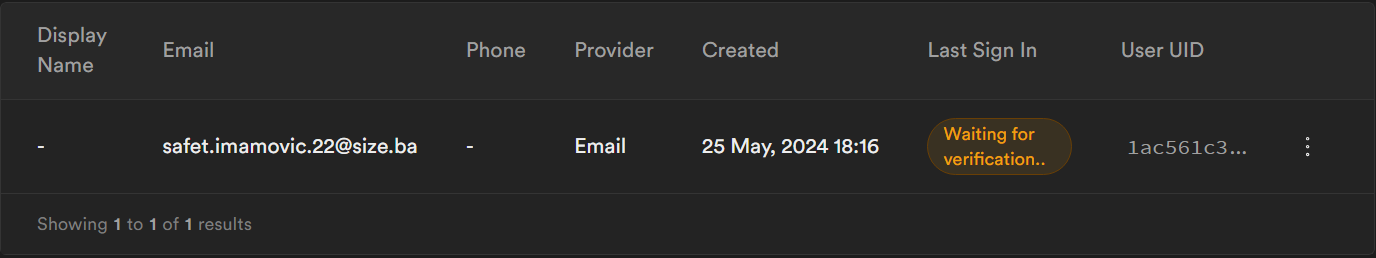 Display Name
Email
Phone
Provider
Created
Last Sign In
User UID
-
safet.imamovic.22@size.ba
-
Email
25 May, 2024 18:16
Waiting for
verification..
1ac561c3...
Showing 1 to 1 of 1 results